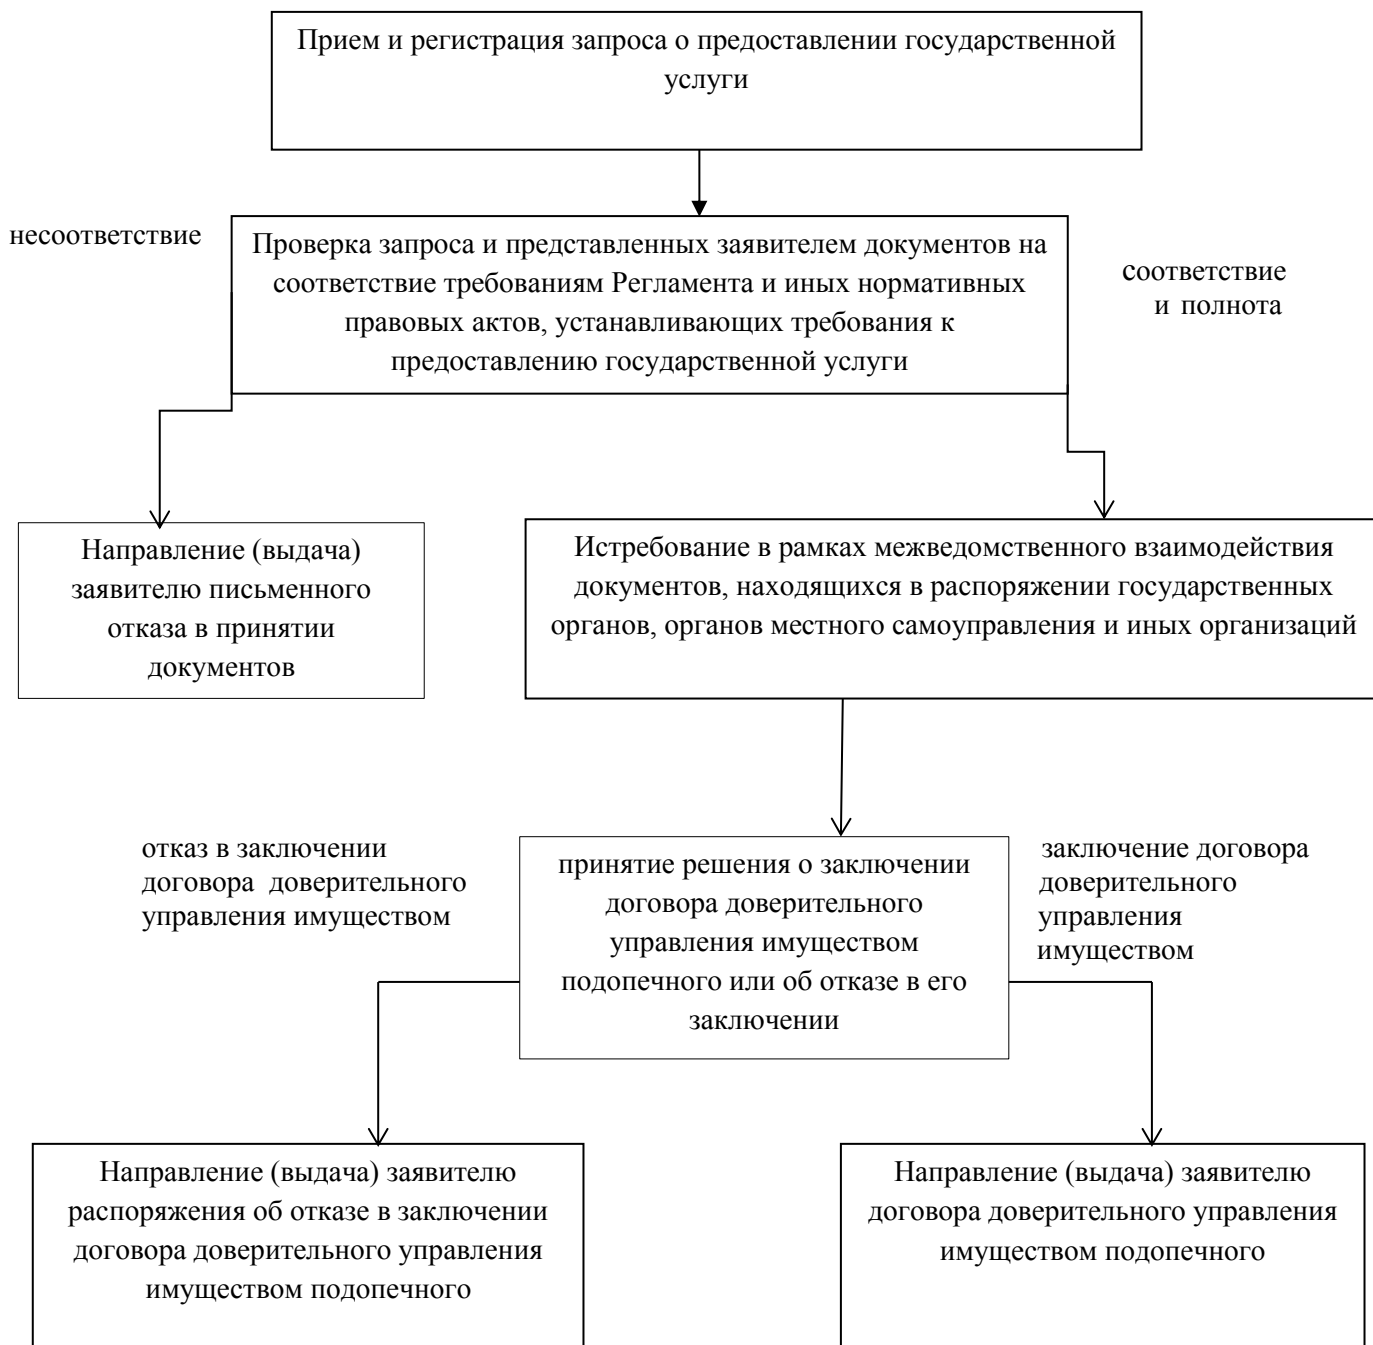 Прием и регистрация запроса о предоставлении государственной
услуги
несоответствие
Проверка запроса и представленных заявителем документов на
соответствие требованиям Регламента и иных нормативных
правовых актов, устанавливающих требования к
предоставлению государственной услуги
соответствие
и полнота
Направление (выдача)
заявителю письменного
отказа в принятии
документов
Истребование в рамках межведомственного взаимодействия
документов, находящихся в распоряжении государственных
органов, органов местного самоуправления и иных организаций
отказ в заключении
договора доверительного
управления имуществом
принятие решения о заключении
договора доверительного
управления имуществом
подопечного или об отказе в его
заключении
заключение договора
доверительного
управления
имуществом
Направление (выдача) заявителю
распоряжения об отказе в заключении
договора доверительного управления
имуществом подопечного
Направление (выдача) заявителю
договора доверительного управления
имуществом подопечного